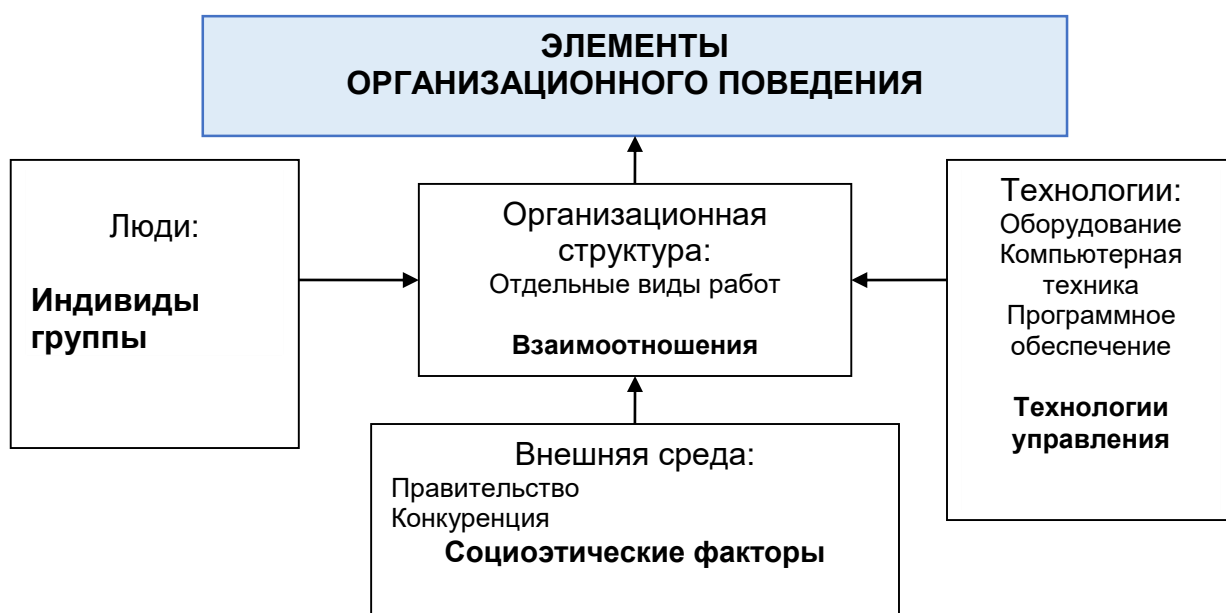 ЭЛЕМЕНТЫ
ОРГАНИЗАЦИОННОГО ПОВЕДЕНИЯ
Люди:
Индивиды
группы
Организационная
структура:
Отдельные виды работ
Взаимоотношения
Технологии:
Оборудование
Компьютерная
техника
Программное
обеспечение
Технологии
управления
Внешняя среда:
Правительство
Конкуренция
Социоэтические факторы